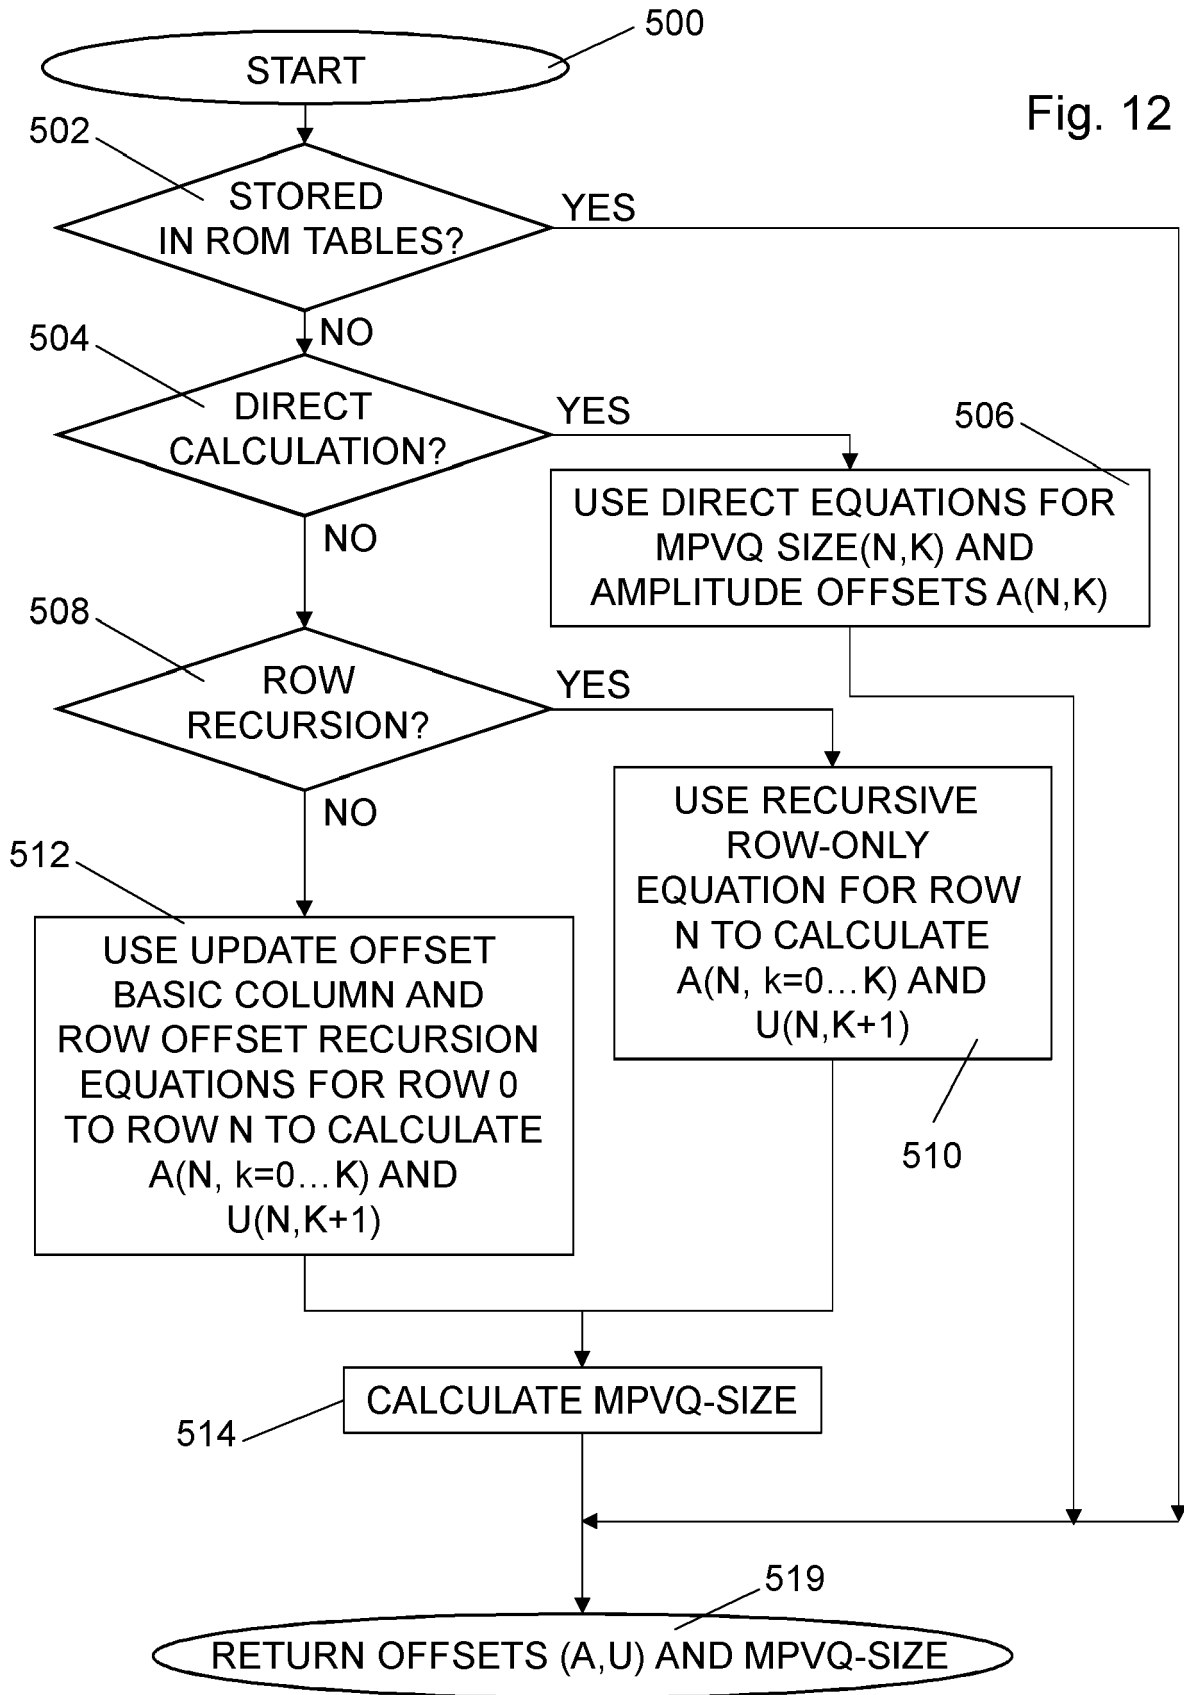 500
START
Fig. 12
502
STORED
IN ROM TABLES?
YES
NO
504
DIRECT
CALCULATION?
YES
506
USE DIRECT EQUATIONS FOR
MPVQ SIZE(N,K) AND
AMPLITUDE OFFSETS A(N,K)
NO
508
ROW
RECURSION?
YES
USE RECURSIVE
ROW-ONLY
EQUATION FOR ROW
N TO CALCULATE
A(N, k=0...K) AND
U(N,K+1)
510
NO
512
USE UPDATE OFFSET
BASIC COLUMN AND
ROW OFFSET RECURSION
EQUATIONS FOR ROW 0
TO ROW N TO CALCULATE
A(N, k=0...K) AND
U(N,K+1)
CALCULATE MPVQ-SIZE
514
519
RETURN OFFSETS (A,U) AND MPVQ-SIZE